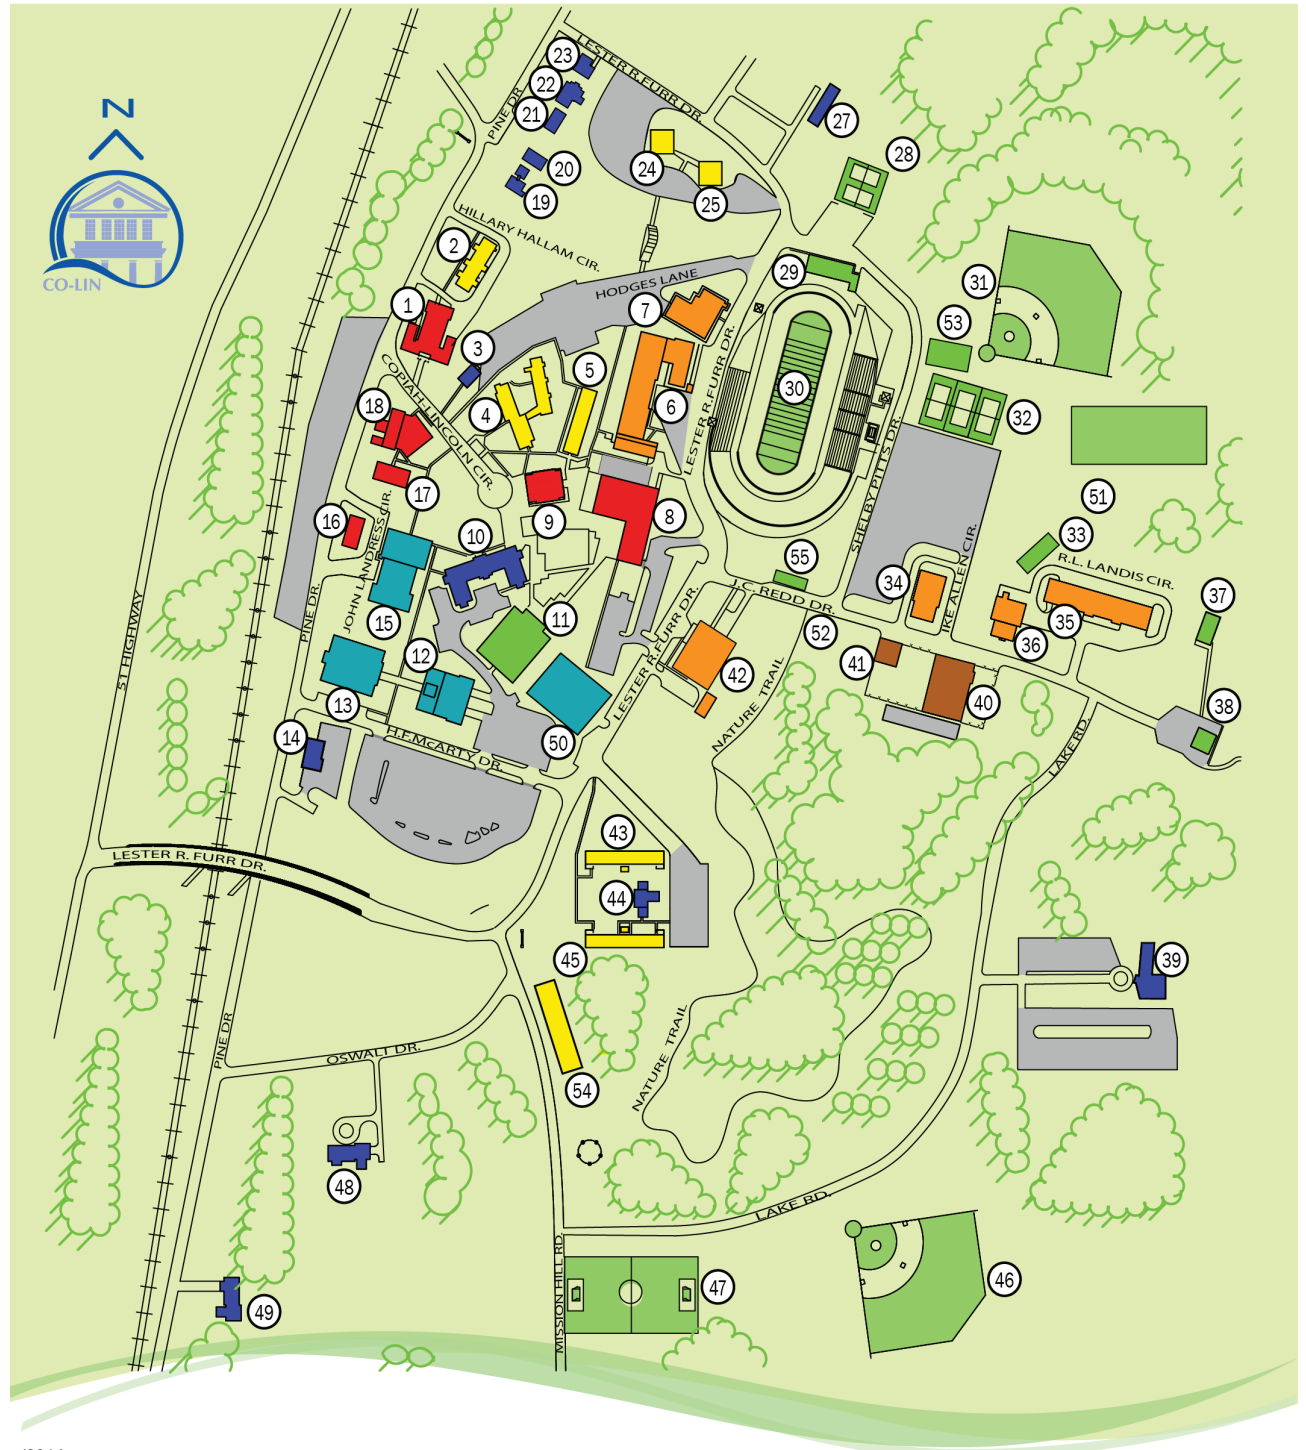 N
CO-LIN
LESTER R. FURR DR.
23
22
21
PINE DR
27
28
24
25
20
19
HILLARY HALLAM CIR.
2
1
HODGES LANE
7
29
31
53
3
5
COPIAH-LINCOLN CIR.
18
4
6
LESTER R. FURR DR.
30
32
17
16
JOHN LANDRESS CIR.
10
9
8
SHELBY PITTS DR.
51
33
R.L. LANDIS CIR.
55
J.C. REDD DR.
34
IKE ALLEN CIR.
35
36
37
51 HIGHWAY
PINE DR.
15
11
12
52
41
40
38
42
LESTER R. FURR DR.
NATURE TRAIL
13
14
H.F. McCARTY DR.
50
LAKE RD.
43
LESTER R. FURR DR.
44
45
39
PINE DR
OSWALT DR.
54
NATURE TRAIL
48
LAKE RD.
49
MISSION HILL RD.
47
46